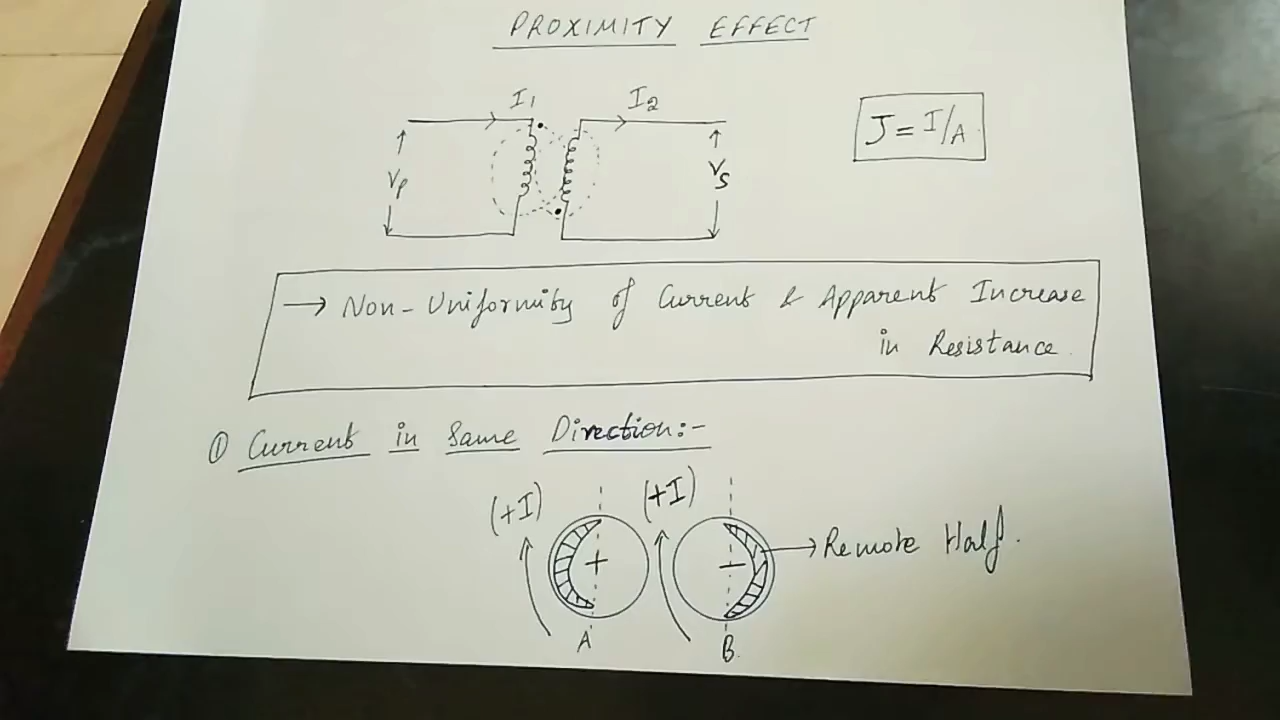 PROXIMITY EFFECT
I1 I2
J = I/A
Vp Vs
→ Non-Uniformity of Current & Apparent Increase
in Resistance.
① Current in Same Direction:-
(+I) (+I)
+ + → Remote Half.
A B.